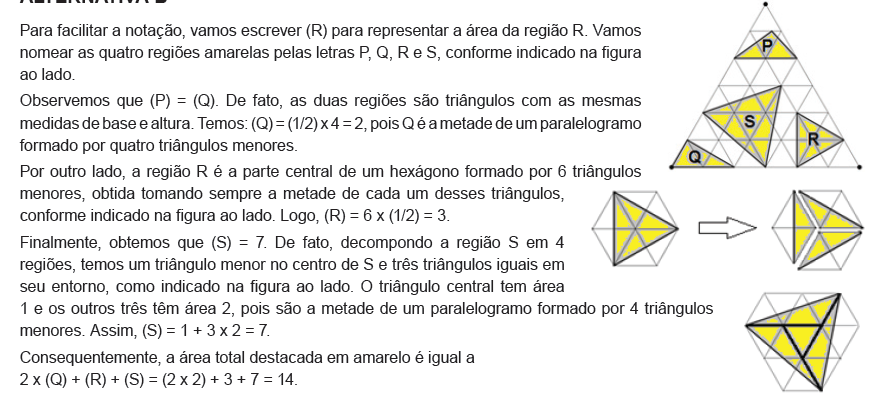 Para facilitar a notação, vamos escrever (R) para representar a área da região R. Vamos
nomear as quatro regiões amarelas pelas letras P, Q, R e S, conforme indicado na figura
ao lado.
Observemos que (P) = (Q). De fato, as duas regiões são triângulos com as mesmas
medidas de base e altura. Temos: (Q) = (1/2) x 4 = 2, pois Q é a metade de um paralelogramo
formado por quatro triângulos menores.
Por outro lado, a região R é a parte central de um hexágono formado por 6 triângulos
menores, obtida tomando sempre a metade de cada um desses triângulos,
conforme indicado na figura ao lado. Logo, (R) = 6 x (1/2) = 3.
Finalmente, obtemos que (S) = 7. De fato, decompondo a região S em 4
regiões, temos um triângulo menor no centro de S e três triângulos iguais em
seu entorno, como indicado na figura ao lado. O triângulo central tem área
1 e os outros três têm área 2, pois são a metade de um paralelogramo formado por 4 triângulos
menores. Assim, (S) = 1 + 3 x 2 = 7.
Consequentemente, a área total destacada em amarelo é igual a
2 x (Q) + (R) + (S) = (2 x 2) + 3 + 7 = 14.
P
S
R
Q